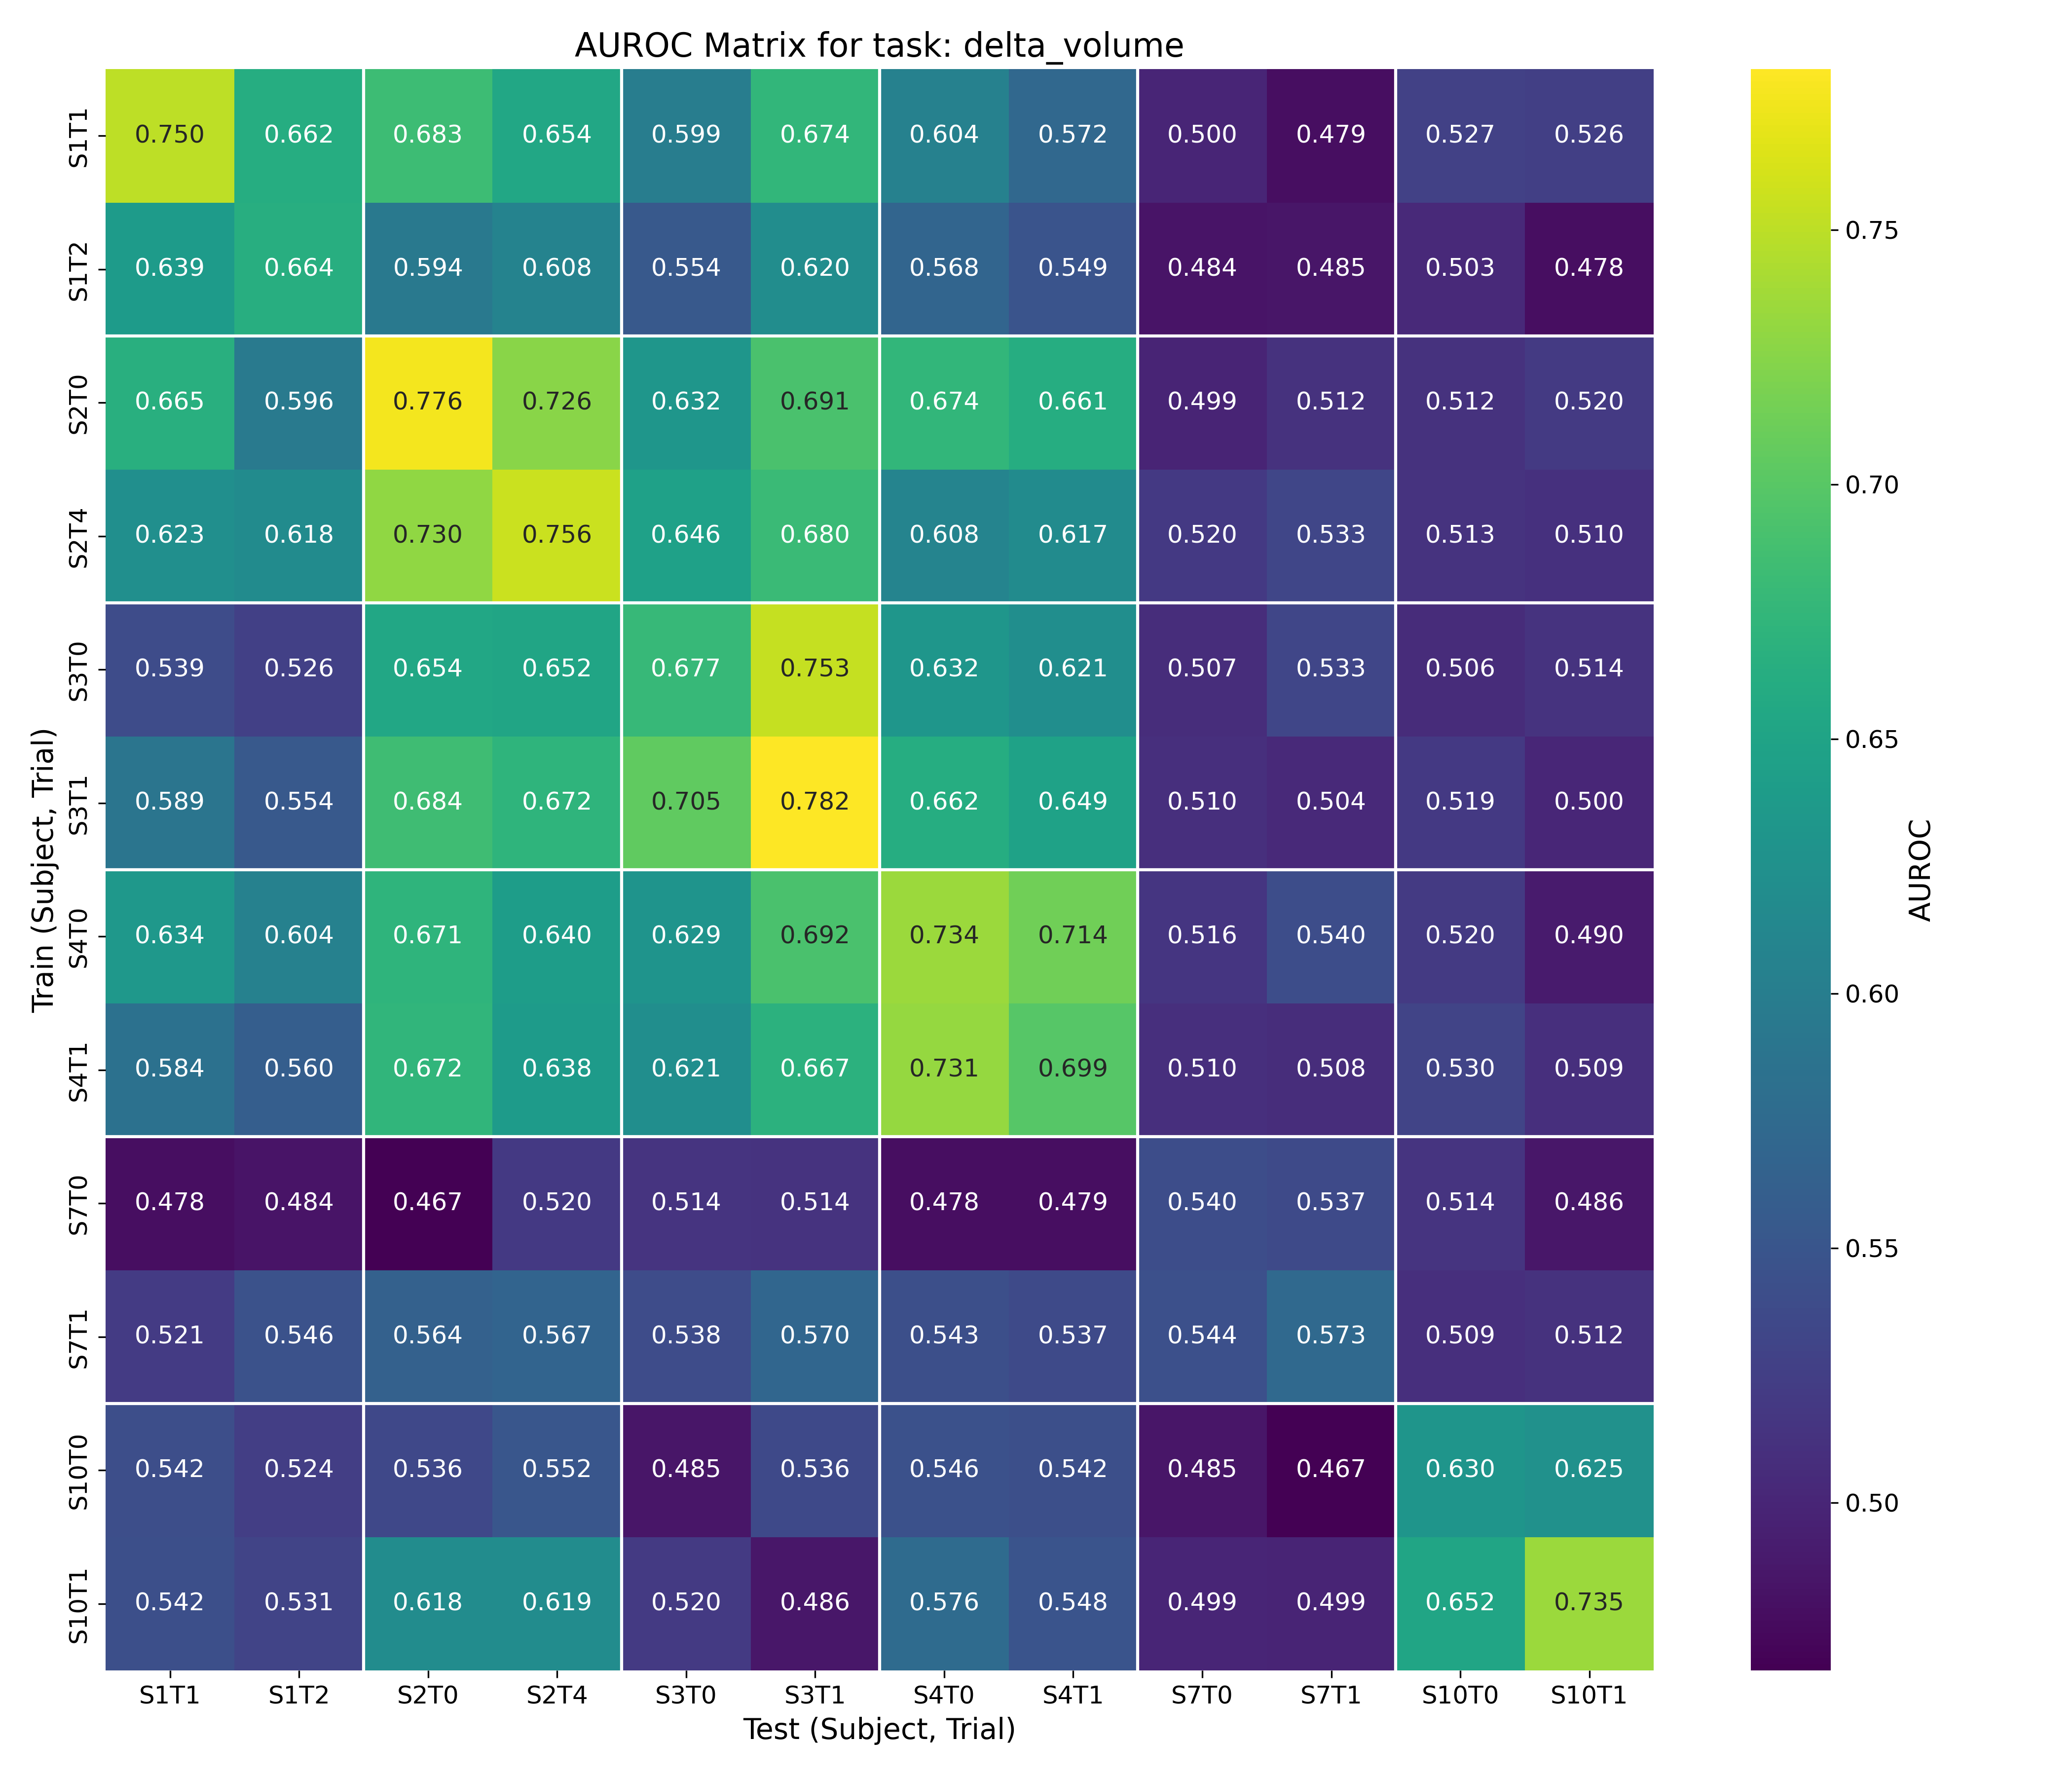 AUROC Matrix for task: delta_volume
Train (Subject, Trial)
S1T1 0.750 0.662 0.683 0.654 0.599 0.674 0.604 0.572 0.500 0.479 0.527 0.526
S1T2 0.639 0.664 0.594 0.608 0.554 0.620 0.568 0.549 0.484 0.485 0.503 0.478
S2T0 0.665 0.596 0.776 0.726 0.632 0.691 0.674 0.661 0.499 0.512 0.512 0.520
S2T4 0.623 0.618 0.730 0.756 0.646 0.680 0.608 0.617 0.520 0.533 0.513 0.510
S3T0 0.539 0.526 0.654 0.652 0.677 0.753 0.632 0.621 0.507 0.533 0.506 0.514
S3T1 0.589 0.554 0.684 0.672 0.705 0.782 0.662 0.649 0.510 0.504 0.519 0.500
S4T0 0.634 0.604 0.671 0.640 0.629 0.692 0.734 0.714 0.516 0.540 0.520 0.490
S4T1 0.584 0.560 0.672 0.638 0.621 0.667 0.731 0.699 0.510 0.508 0.530 0.509
S7T0 0.478 0.484 0.467 0.520 0.514 0.514 0.478 0.479 0.540 0.537 0.514 0.486
S7T1 0.521 0.546 0.564 0.567 0.538 0.570 0.543 0.537 0.544 0.573 0.509 0.512
S10T0 0.542 0.524 0.536 0.552 0.485 0.536 0.546 0.542 0.485 0.467 0.630 0.625
S10T1 0.542 0.531 0.618 0.619 0.520 0.486 0.576 0.548 0.499 0.499 0.652 0.735
S1T1 S1T2 S2T0 S2T4 S3T0 S3T1 S4T0 S4T1 S7T0 S7T1 S10T0 S10T1
Test (Subject, Trial)
0.75
0.70
0.65
0.60
0.55
0.50
AUROC